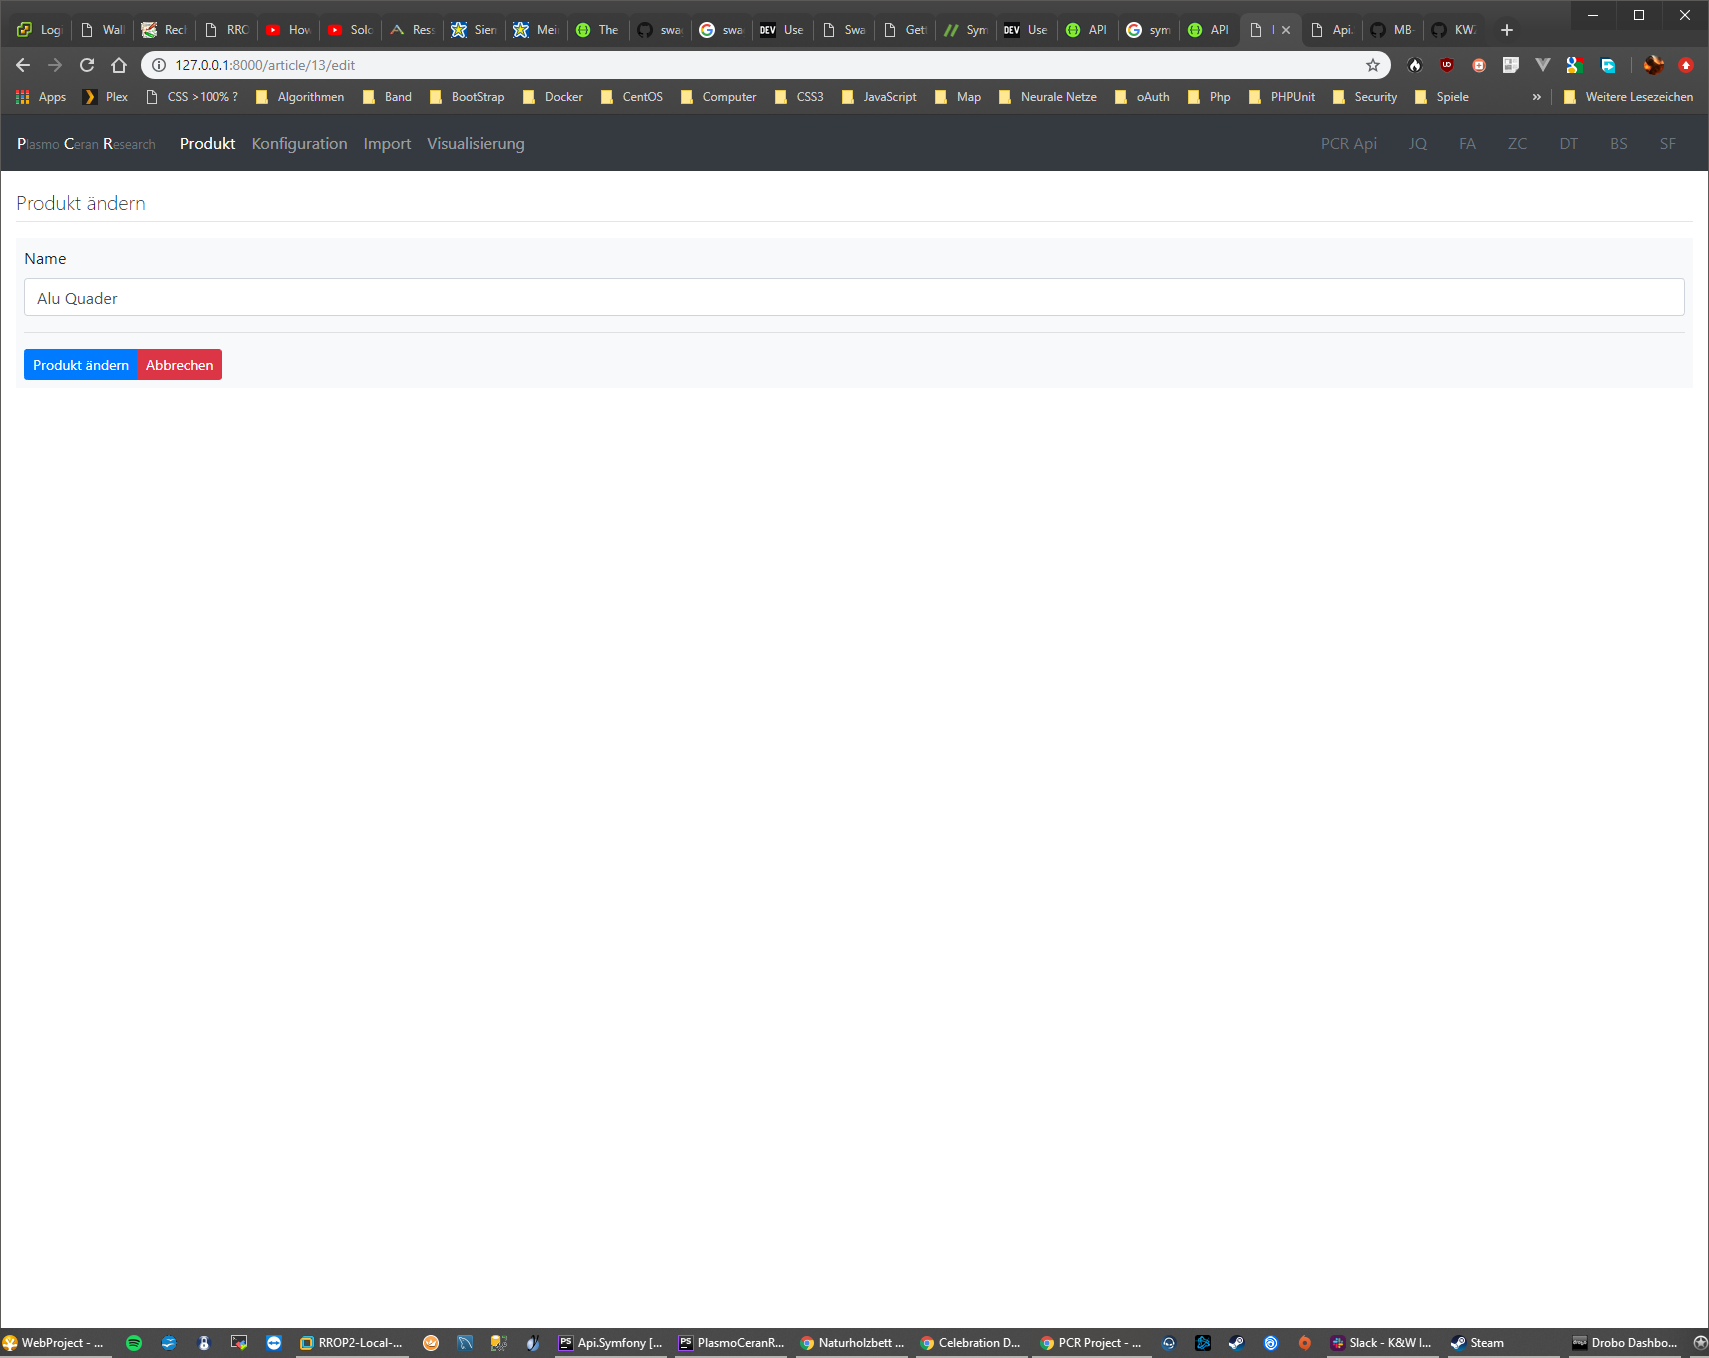 Logi Wall Rech RRO How Solo Ress Sien Mei The swa swa Use Swa Gett Sym Use API sym API Api. MB- KW
127.0.0.1:8000/article/13/edit
Apps Plex CSS >100% ? Algorithmen Band BootStrap Docker CentOS Computer CSS3 JavaScript Map Neurale Netze oAuth Php PHPUnit Security Spiele » Weitere Lesezeichen
Plasmo Ceran Research Produkt Konfiguration Import Visualisierung PCR Api JQ FA ZC DT BS SF
Produkt ändern
Name
Alu Quader
Produkt ändern Abbrechen
WebProject - ... RROP2-Local-... Api.Symfony [... PlasmoCeranR... Naturholzbett ... Celebration D... PCR Project - ... Slack - K&W I... Steam Drobo Dashbo...